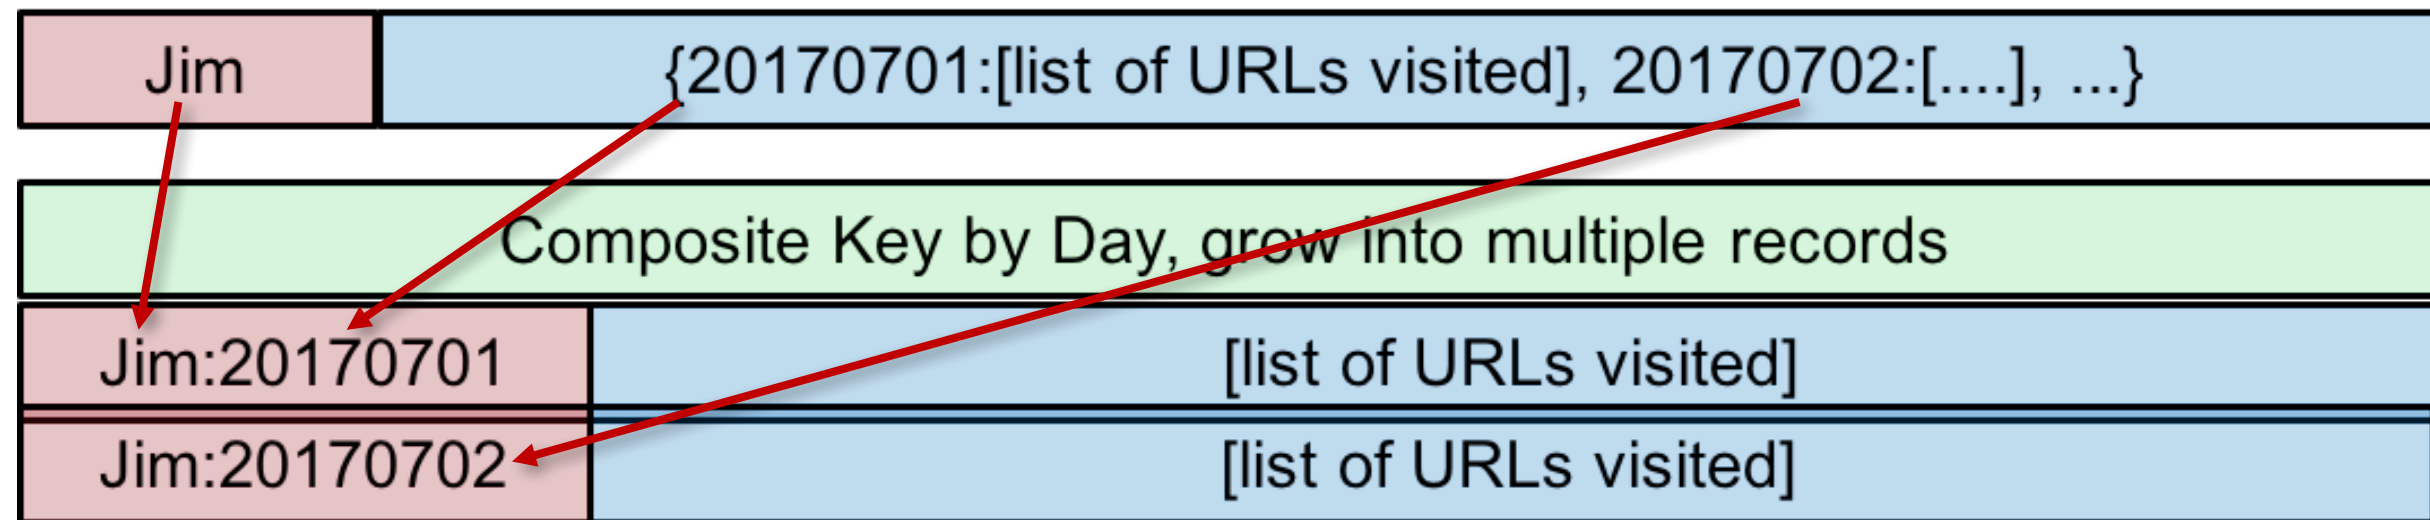 Jim
{20170701:[list of URLs visited], 20170702:[....], ...}
Composite Key by Day, grow into multiple records
Jim:20170701
[list of URLs visited]
Jim:20170702
[list of URLs visited]